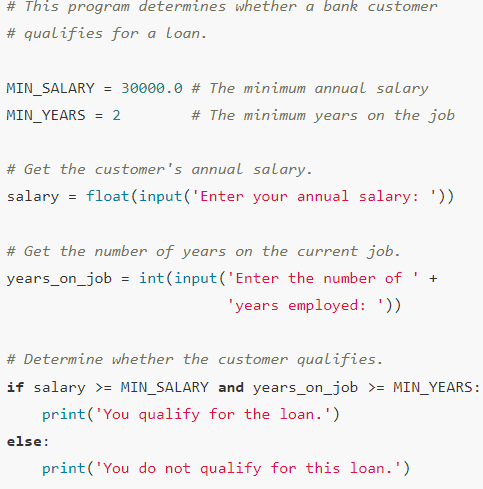 # This program determines whether a bank customer
# qualifies for a loan.
MIN_SALARY = 30000.0 # The minimum annual salary
MIN_YEARS = 2        # The minimum years on the job
# Get the customer's annual salary.
salary = float(input('Enter your annual salary: '))
# Get the number of years on the current job.
years_on_job = int(input('Enter the number of ' +
                         'years employed: '))
# Determine whether the customer qualifies.
if salary >= MIN_SALARY and years_on_job >= MIN_YEARS:
    print('You qualify for the loan.')
else:
    print('You do not qualify for this loan.')